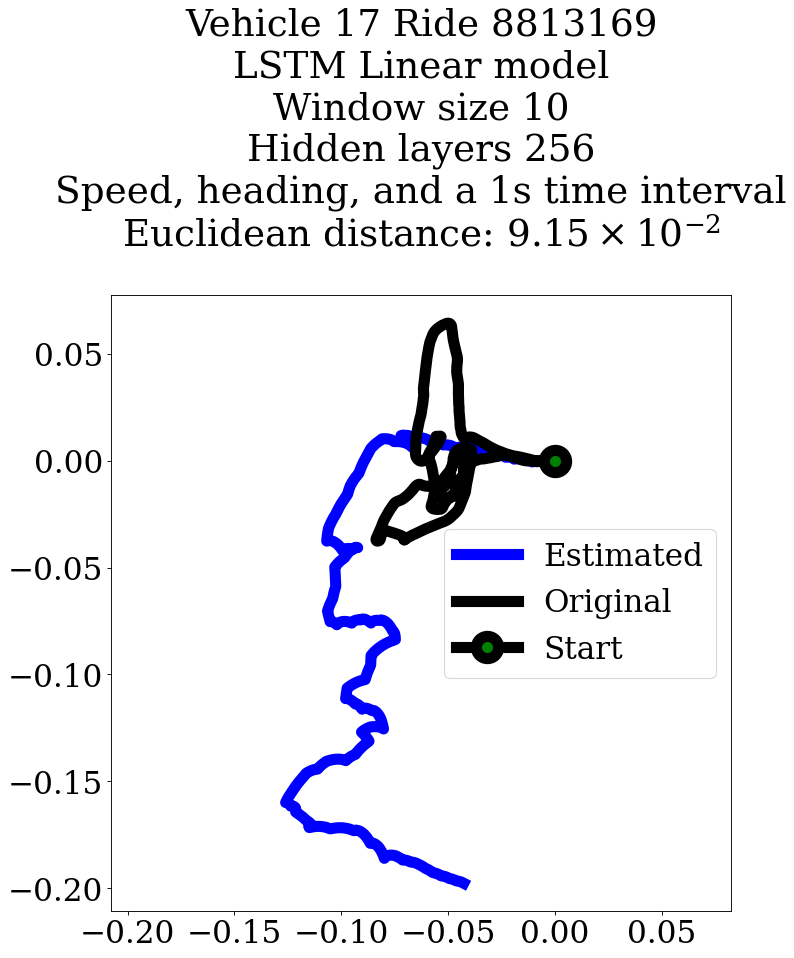 Vehicle 17 Ride 8813169
LSTM Linear model
Window size 10
Hidden layers 256
Speed, heading, and a 1s time interval
Euclidean distance: 9.15 × 10⁻²
0.05
0.00
−0.05
−0.10
−0.15
−0.20
Estimated
Original
Start
−0.20 −0.15 −0.10 −0.05 0.00 0.05